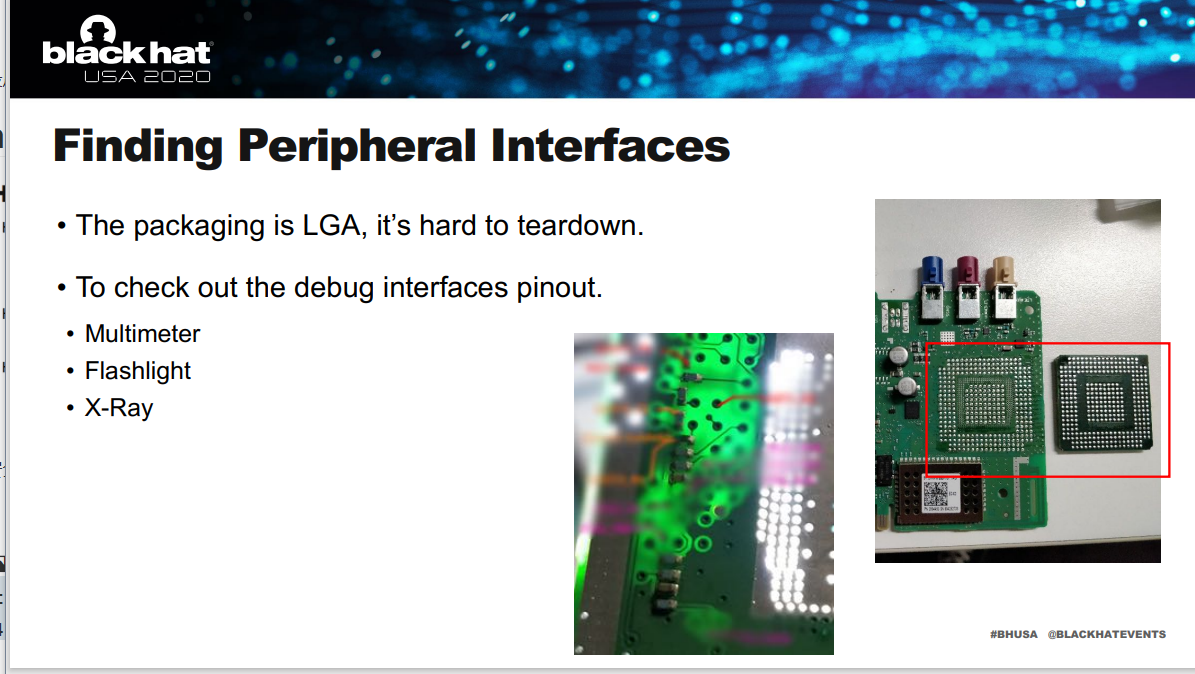 black hat
USA 2020
Finding Peripheral Interfaces
• The packaging is LGA, it’s hard to teardown.
• To check out the debug interfaces pinout.
• Multimeter
• Flashlight
• X-Ray
#BHUSA @BLACKHATEVENTS